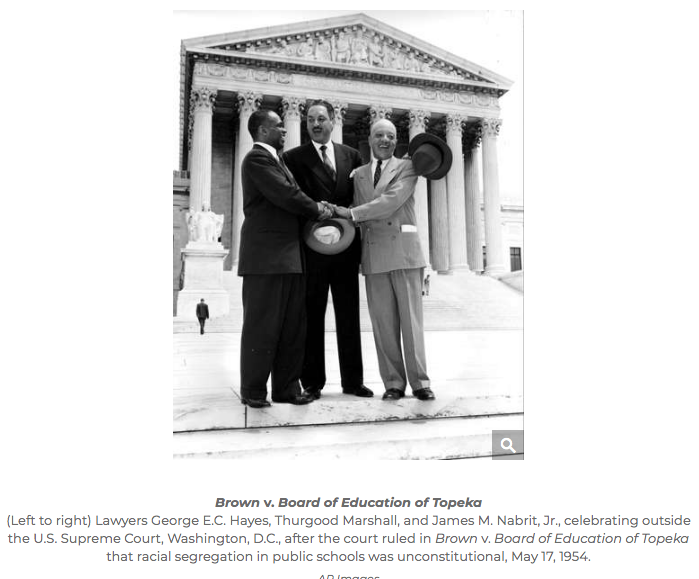 Brown v. Board of Education of Topeka
(Left to right) Lawyers George E.C. Hayes, Thurgood Marshall, and James M. Nabrit, Jr., celebrating outside
the U.S. Supreme Court, Washington, D.C., after the court ruled in Brown v. Board of Education of Topeka
that racial segregation in public schools was unconstitutional, May 17, 1954.
AP Images